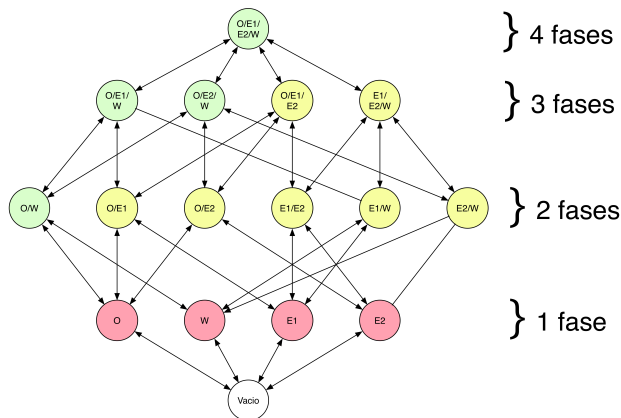 O/E1/
E2/W
} 4 fases
O/E1/
W
O/E2/
W
O/E1/
E2
E1/
E2/W
} 3 fases
O/W
O/E1
O/E2
E1/E2
E1/W
E2/W
} 2 fases
O
W
E1
E2
} 1 fase
Vacio